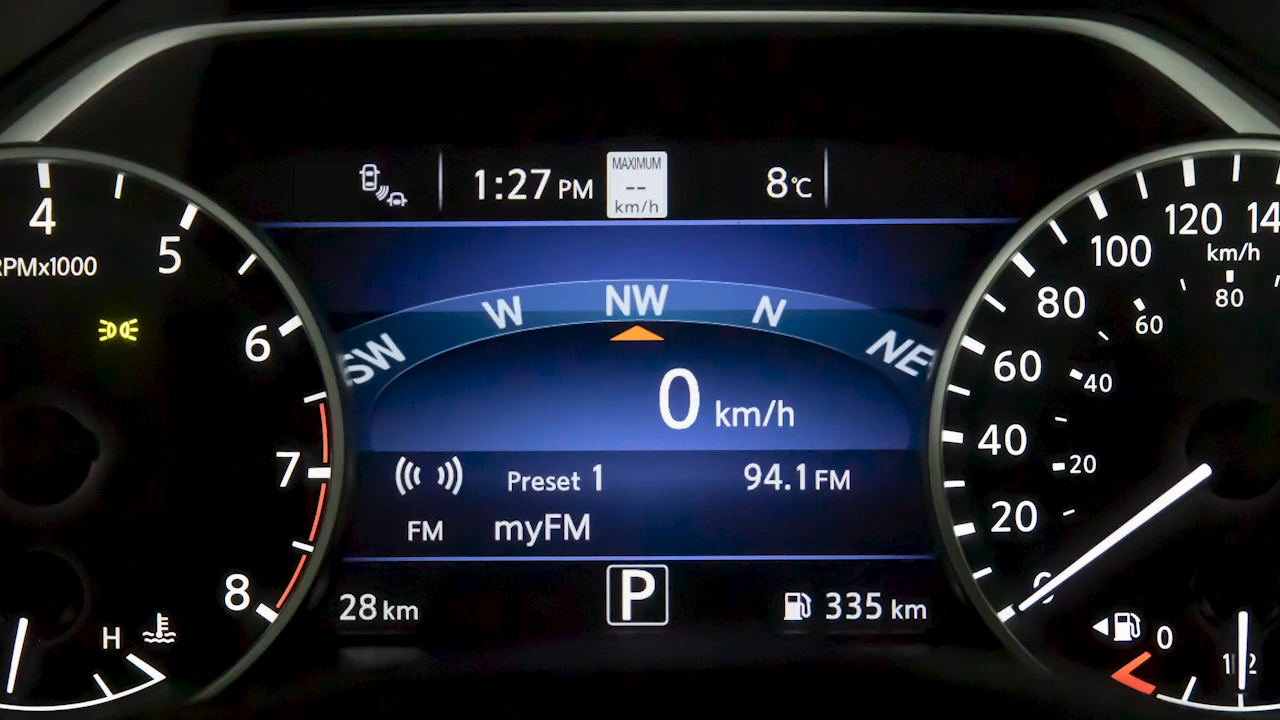 4
5
6
7
8
RPMx1000
H
1:27 PM
MAXIMUM
--
km/h
8°C
SW W NW N NE
0 km/h
Preset 1 94.1 FM
FM myFM
28 km
P
335 km
120
100
80
60
40
20
0
km/h
80
60
40
20
0